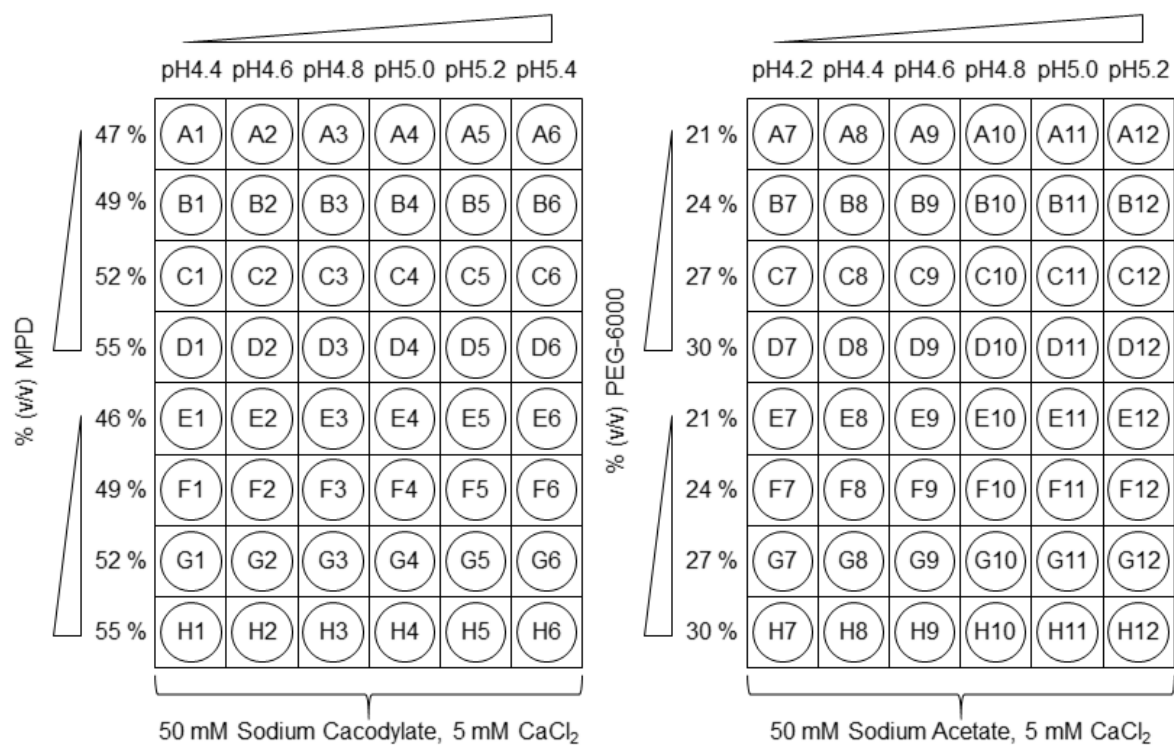 pH4.4 pH4.6 pH4.8 pH5.0 pH5.2 pH5.4
% (v/v) MPD
47 % A1 A2 A3 A4 A5 A6
49 % B1 B2 B3 B4 B5 B6
52 % C1 C2 C3 C4 C5 C6
55 % D1 D2 D3 D4 D5 D6
46 % E1 E2 E3 E4 E5 E6
49 % F1 F2 F3 F4 F5 F6
52 % G1 G2 G3 G4 G5 G6
55 % H1 H2 H3 H4 H5 H6
50 mM Sodium Cacodylate, 5 mM CaCl₂
pH4.2 pH4.4 pH4.6 pH4.8 pH5.0 pH5.2
% (v/v) PEG-6000
21 % A7 A8 A9 A10 A11 A12
24 % B7 B8 B9 B10 B11 B12
27 % C7 C8 C9 C10 C11 C12
30 % D7 D8 D9 D10 D11 D12
21 % E7 E8 E9 E10 E11 E12
24 % F7 F8 F9 F10 F11 F12
27 % G7 G8 G9 G10 G11 G12
30 % H7 H8 H9 H10 H11 H12
50 mM Sodium Acetate, 5 mM CaCl₂